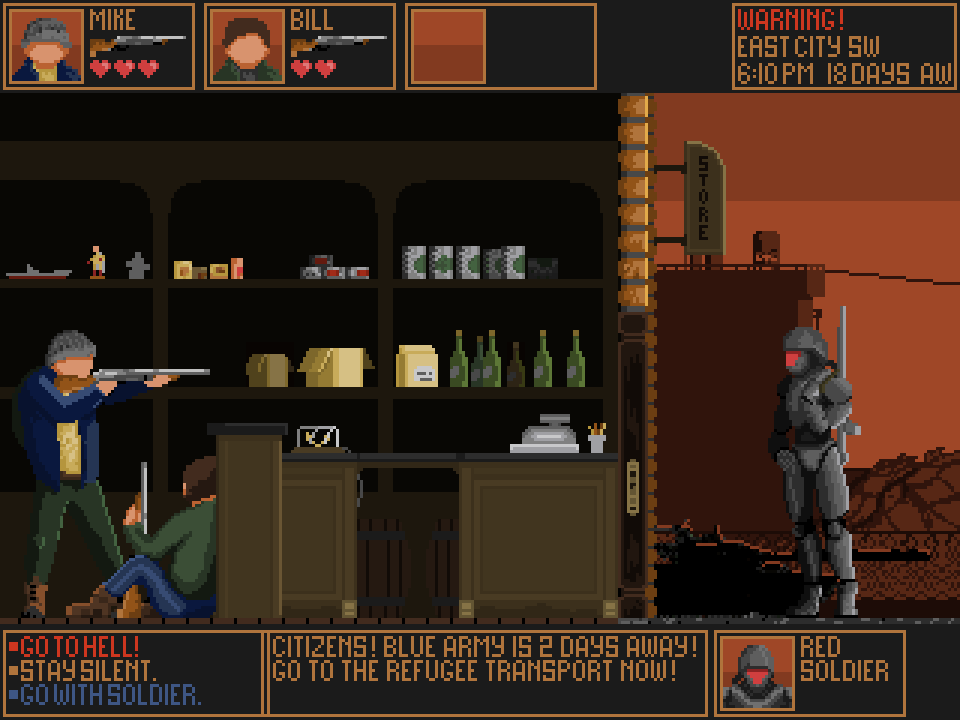 MIKE
BILL
WARNING!
EAST CITY SW
6:10 PM 18 DAYS AW
STORE
GO TO HELL!
STAY SILENT.
GO WITH SOLDIER.
CITIZENS! BLUE ARMY IS 2 DAYS AWAY!
GO TO THE REFUGEE TRANSPORT NOW!
RED
SOLDIER